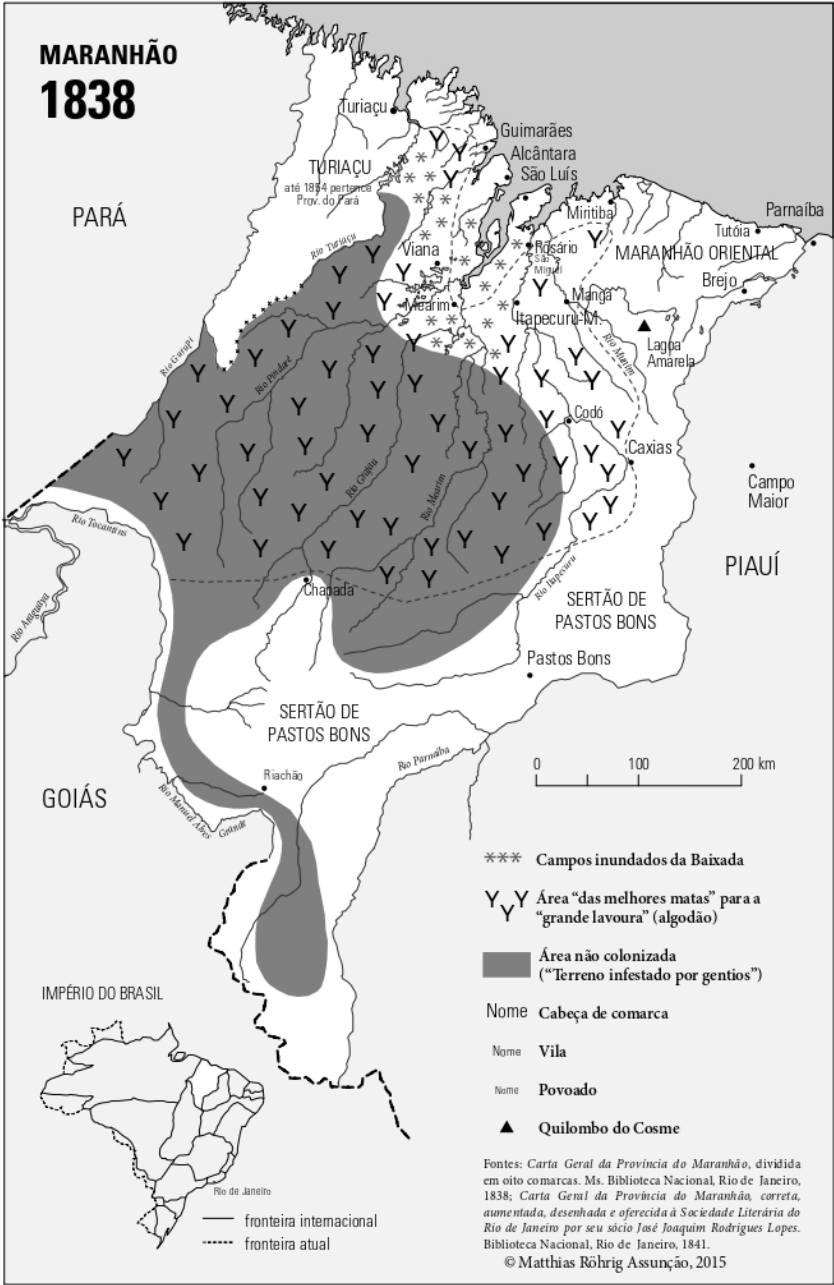 MARANHÃO
1838
Turiaçu
Guimarães
Alcântara
São Luís
TURIAÇU
até 1854 pertence
Prov. do Pará
PARÁ
Miritiba
Parnaíba
Tutóia
Rio Turiaçu
Viana
Rosário
São
Miguel
MARANHÃO ORIENTAL
Brejo
Mearim
Manga
Itapecuru-M.
Lagoa
Amarela
Rio Munim
Rio Gurupi
Rio Pindaré
Codó
Caxias
Campo
Maior
Rio Grajaú
Rio Mearim
Rio Tocantins
PIAUÍ
Rio Araguaya
Chapada
Rio Itapecuru
SERTÃO DE
PASTOS BONS
Pastos Bons
SERTÃO DE
PASTOS BONS
Rio Parnaíba
Riachão
GOIÁS
Rio Manuel Alves Grande
0 100 200 km
Campos inundados da Baixada
Área “das melhores matas” para a
“grande lavoura” (algodão)
Área não colonizada
(“Terreno infestado por gentios”)
Nome Cabeça de comarca
Nome Vila
Nome Povoado
Quilombo do Cosme
IMPÉRIO DO BRASIL
Rio de Janeiro
fronteira internacional
fronteira atual
Fontes: Carta Geral da Província do Maranhão, dividida
em oito comarcas. Ms. Biblioteca Nacional, Rio de Janeiro,
1838; Carta Geral da Província do Maranhão, correta,
aumentada, desenhada e oferecida à Sociedade Literária do
Rio de Janeiro por seu sócio José Joaquim Rodrigues Lopes.
Biblioteca Nacional, Rio de Janeiro, 1841.
© Matthias Röhrig Assunção, 2015